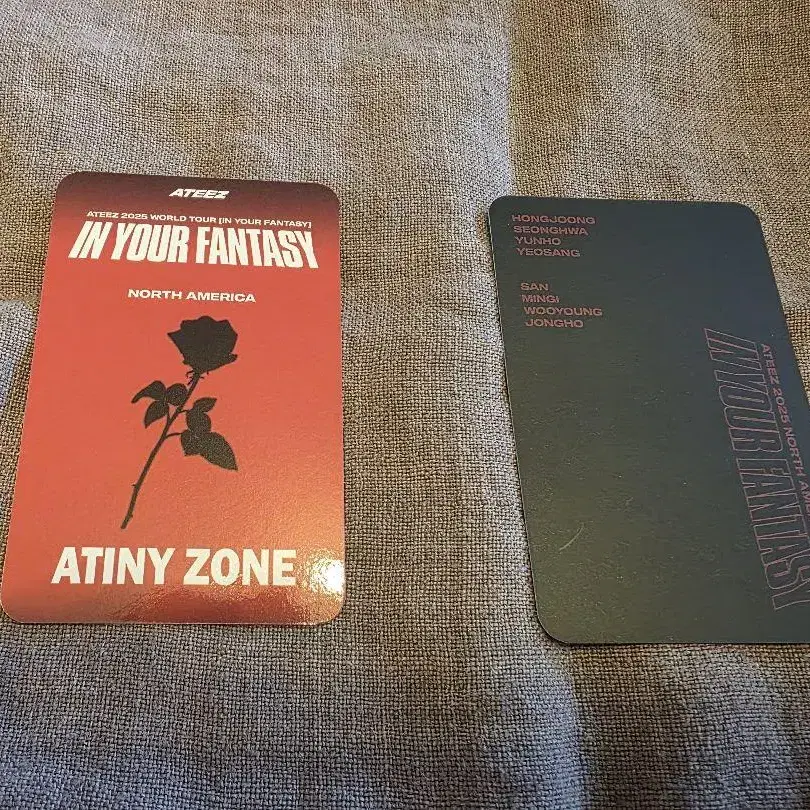 ATEEZ
ATEEZ 2025 WORLD TOUR [IN YOUR FANTASY]
IN YOUR FANTASY
NORTH AMERICA
ATINY ZONE
HONGJOONG
SEONGHWA
YUNHO
YEOSANG
SAN
MINGI
WOOYOUNG
JONGHO
ATEEZ 2025 NORTH A
IN YOUR FANTASY